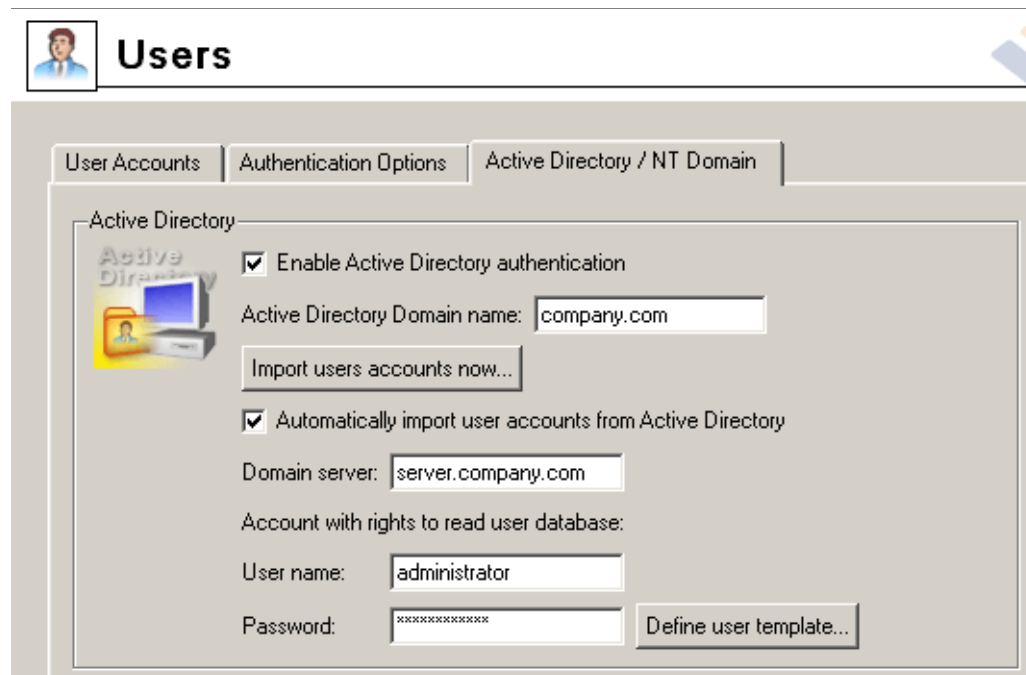 Users
User Accounts
Authentication Options
Active Directory / NT Domain
Active Directory
Active
Directory
Enable Active Directory authentication
Active Directory Domain name: company.com
Import users accounts now...
Automatically import user accounts from Active Directory
Domain server: server.company.com
Account with rights to read user database:
User name: administrator
Password: ************ Define user template...